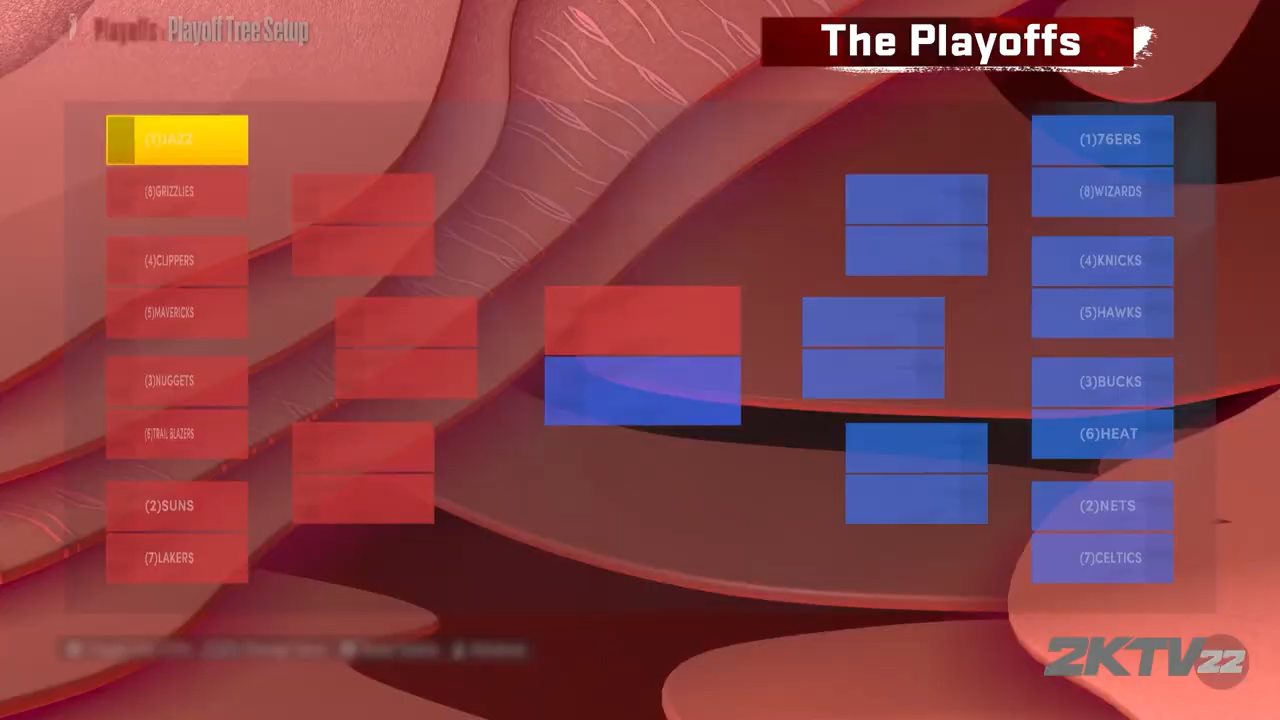 Playoffs : Playoff Tree Setup
The Playoffs
(1)JAZZ
(8)GRIZZLIES
(4)CLIPPERS
(5)MAVERICKS
(3)NUGGETS
(6)TRAIL BLAZERS
(2)SUNS
(7)LAKERS
(1)76ERS
(8)WIZARDS
(4)KNICKS
(5)HAWKS
(3)BUCKS
(6)HEAT
(2)NETS
(7)CELTICS
2KTV22